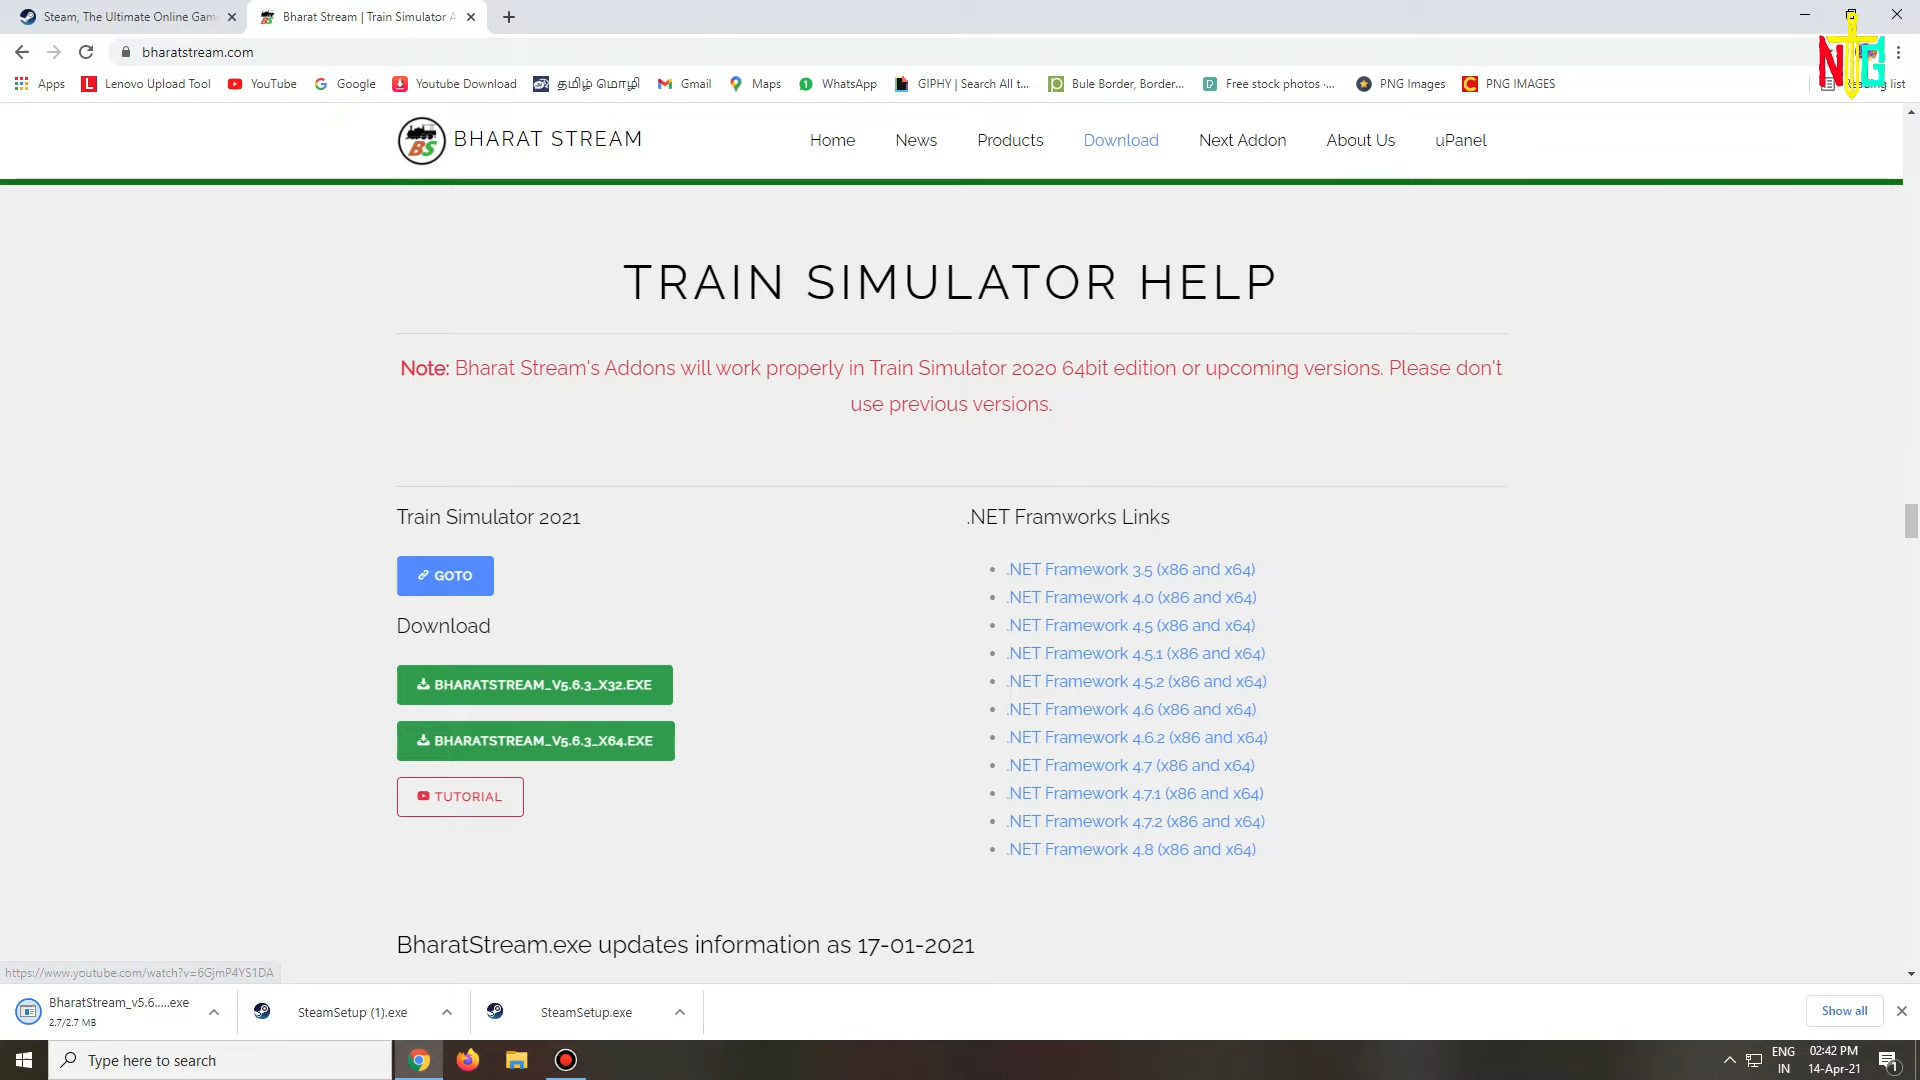 Steam, The Ultimate Online Gam
Bharat Stream | Train Simulator A
bharatstream.com
Apps
Lenovo Upload Tool
YouTube
Google
Youtube Download
தமிழ் மொழி
Gmail
Maps
WhatsApp
GIPHY | Search All t...
Bule Border, Border...
Free stock photos ·...
PNG Images
PNG IMAGES
NTG
BS
BHARAT STREAM
Home
News
Products
Download
Next Addon
About Us
uPanel
TRAIN SIMULATOR HELP
Note: Bharat Stream's Addons will work properly in Train Simulator 2020 64bit edition or upcoming versions. Please don't
use previous versions.
Train Simulator 2021
GOTO
Download
BHARATSTREAM_V5.6.3_X32.EXE
BHARATSTREAM_V5.6.3_X64.EXE
TUTORIAL
.NET Framworks Links
.NET Framework 3.5 (x86 and x64)
.NET Framework 4.0 (x86 and x64)
.NET Framework 4.5 (x86 and x64)
.NET Framework 4.5.1 (x86 and x64)
.NET Framework 4.5.2 (x86 and x64)
.NET Framework 4.6 (x86 and x64)
.NET Framework 4.6.2 (x86 and x64)
.NET Framework 4.7 (x86 and x64)
.NET Framework 4.7.1 (x86 and x64)
.NET Framework 4.7.2 (x86 and x64)
.NET Framework 4.8 (x86 and x64)
BharatStream.exe updates information as 17-01-2021
https://www.youtube.com/watch?v=6GjmP4YS1DA
BharatStream_v5.6.....exe
2.7/2.7 MB
SteamSetup (1).exe
SteamSetup.exe
Show all
Type here to search
ENG
IN
02:42 PM
14-Apr-21
1